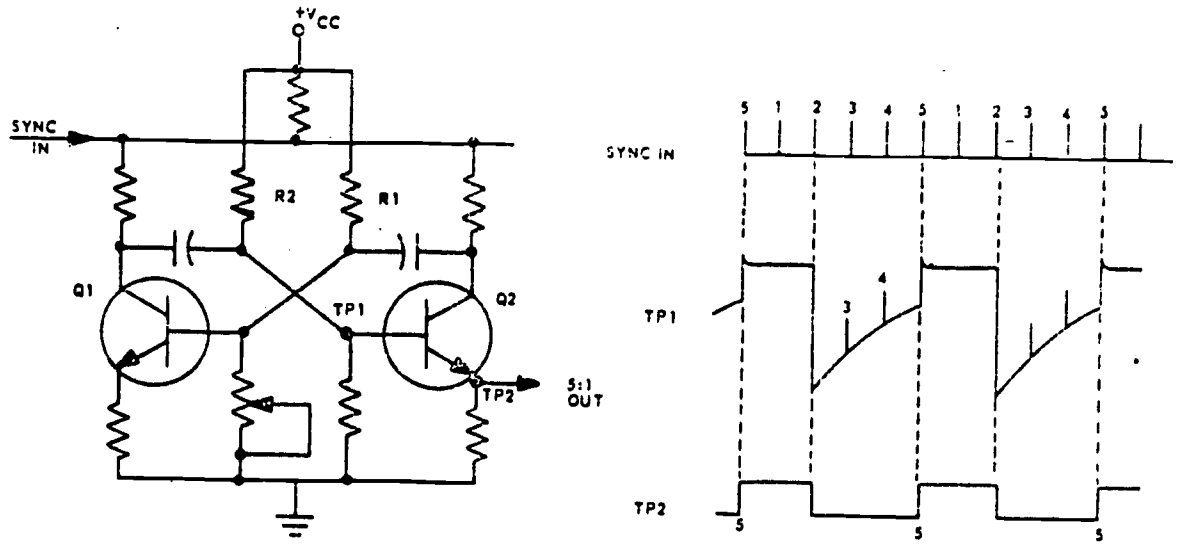 +VCC
SYNC
IN
R2
R1
Q1
TP1
Q2
TP2
5:1
OUT
SYNC IN
5 1 2 3 4 5 1 2 3 4 5
TP1
3
4
TP2
5
5
5